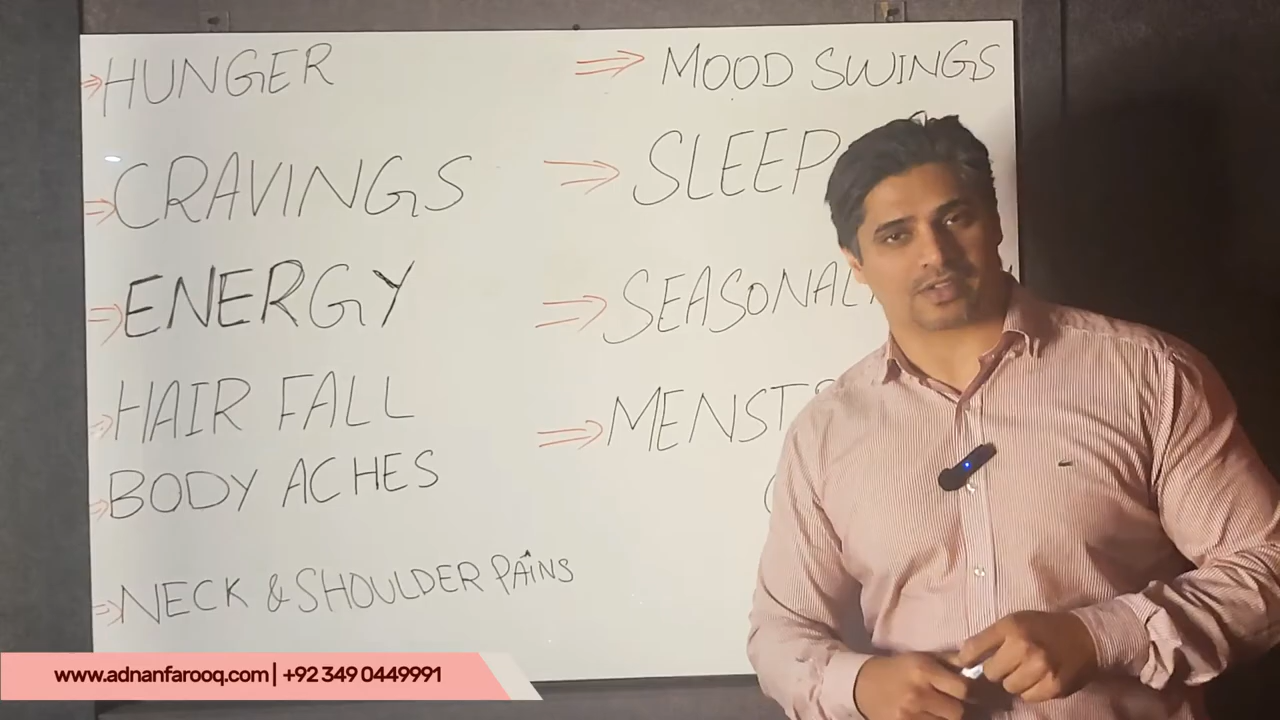 HUNGER
CRAVINGS
ENERGY
HAIR FALL
BODY ACHES
NECK & SHOULDER PAINS
MOOD SWINGS
SLEEP
SEASONAL
www.adnanfarooq.com | +92 349 0449991